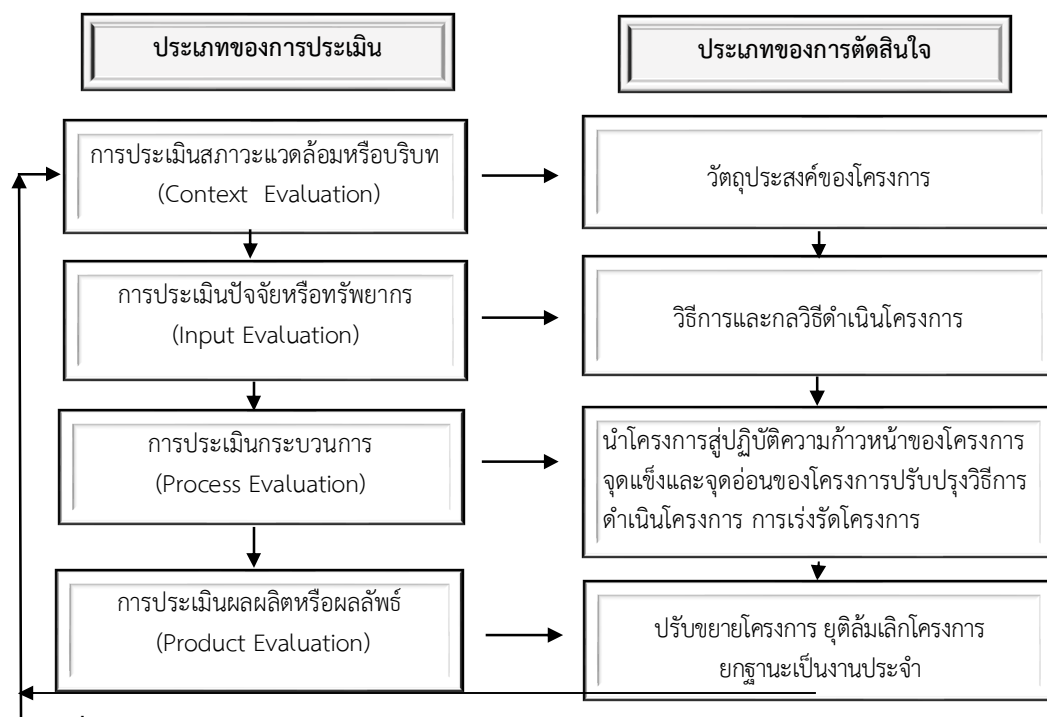 ประเภทของการประเมิน
ประเภทของการตัดสินใจ
การประเมินสภาวะแวดล้อมหรือบริบท
(Context Evaluation)
วัตถุประสงค์ของโครงการ
การประเมินปัจจัยหรือทรัพยากร
(Input Evaluation)
วิธีการและกลวิธีดำเนินโครงการ
การประเมินกระบวนการ
(Process Evaluation)
นำโครงการสู่ปฏิบัติความก้าวหน้าของโครงการ
จุดแข็งและจุดอ่อนของโครงการปรับปรุงวิธีการ
ดำเนินโครงการ การเร่งรัดโครงการ
การประเมินผลผลิตหรือผลลัพธ์
(Product Evaluation)
ปรับขยายโครงการ ยุติล้มเลิกโครงการ
ยกฐานะเป็นงานประจำ